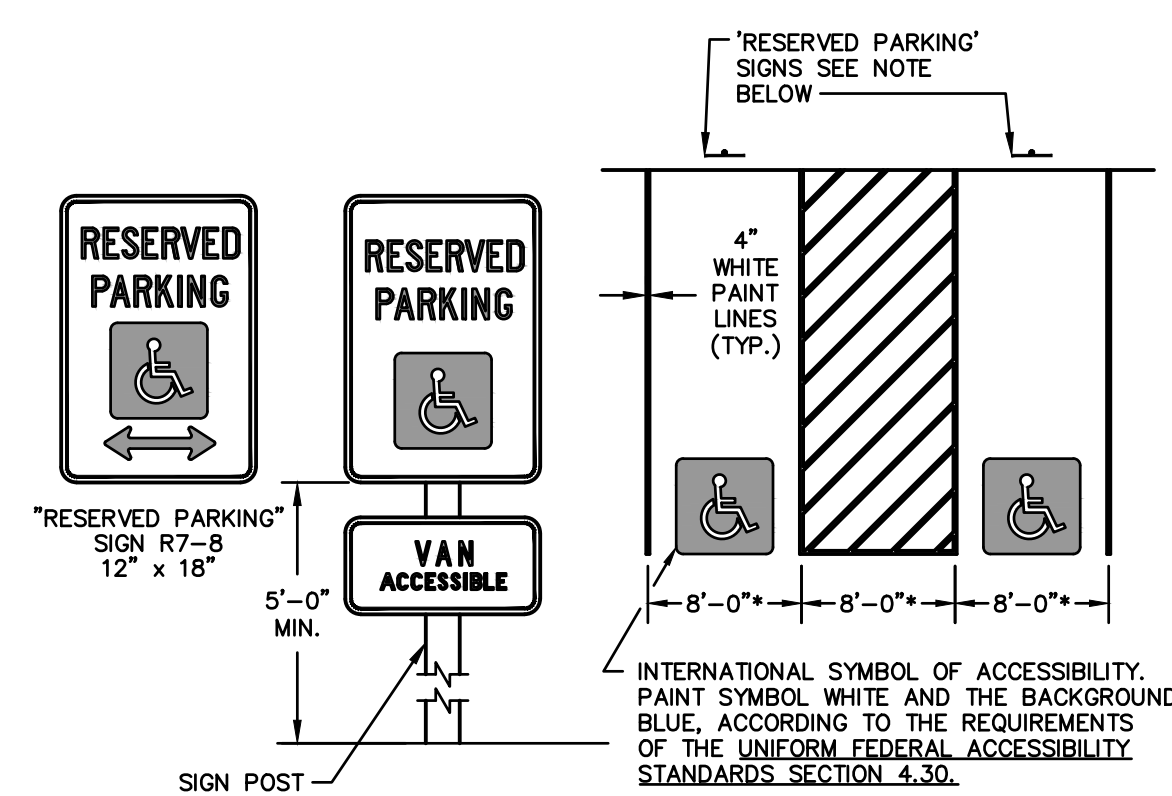 'RESERVED PARKING'
SIGNS SEE NOTE
BELOW
RESERVED
PARKING
"RESERVED PARKING"
SIGN R7-8
12" x 18"
RESERVED
PARKING
VAN
ACCESSIBLE
5'-0"
MIN.
SIGN POST
4"
WHITE
PAINT
LINES
(TYP.)
8'-0"* 8'-0"* 8'-0"*
INTERNATIONAL SYMBOL OF ACCESSIBILITY.
PAINT SYMBOL WHITE AND THE BACKGROUND
BLUE, ACCORDING TO THE REQUIREMENTS
OF THE UNIFORM FEDERAL ACCESSIBILITY
STANDARDS SECTION 4.30.